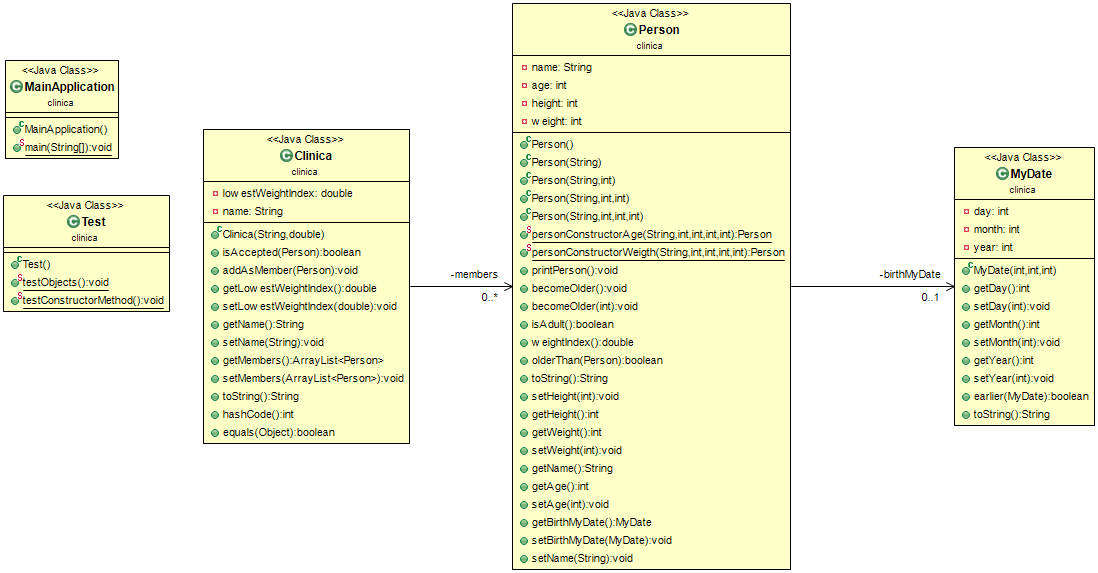 <<Java Class>>
MainApplication
clinica
MainApplication()
main(String[]):void
<<Java Class>>
Test
clinica
Test()
testObjects():void
testConstructorMethod():void
<<Java Class>>
Clinica
clinica
lowestWeightIndex: double
name: String
Clinica(String,double)
isAccepted(Person):boolean
addAsMember(Person):void
getLowestWeightIndex():double
setLowestWeightIndex(double):void
getName():String
setName(String):void
getMembers():ArrayList<Person>
setMembers(ArrayList<Person>):void
toString():String
hashCode():int
equals(Object):boolean
-members
0..*
<<Java Class>>
Person
clinica
name: String
age: int
height: int
weight: int
Person()
Person(String)
Person(String,int)
Person(String,int,int)
Person(String,int,int,int)
personConstructorAge(String,int,int,int):Person
personConstructorWeigth(String,int,int,int,int):Person
printPerson():void
becomeOlder():void
becomeOlder(int):void
isAdult():boolean
weightIndex():double
olderThan(Person):boolean
toString():String
setHeight(int):void
getHeight():int
getWeight():int
setWeight(int):void
getName():String
getAge():int
setAge(int):void
getBirthMyDate():MyDate
setBirthMyDate(MyDate):void
setName(String):void
-birthMyDate
0..1
<<Java Class>>
MyDate
clinica
day: int
month: int
year: int
MyDate(int,int,int)
getDay():int
setDay(int):void
getMonth():int
setMonth(int):void
getYear():int
setYear(int):void
earlier(MyDate):boolean
toString():String